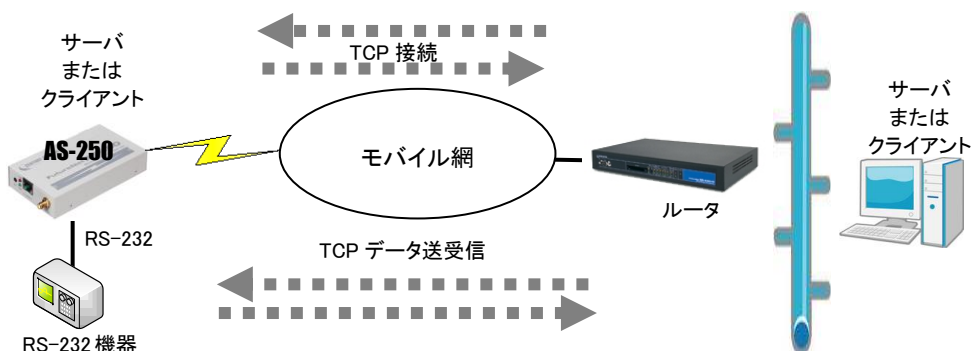 サーバ
または
クライアント
AS-250
RS-232
RS-232 機器
TCP 接続
モバイル網
TCP データ送受信
ルータ
サーバ
または
クライアント